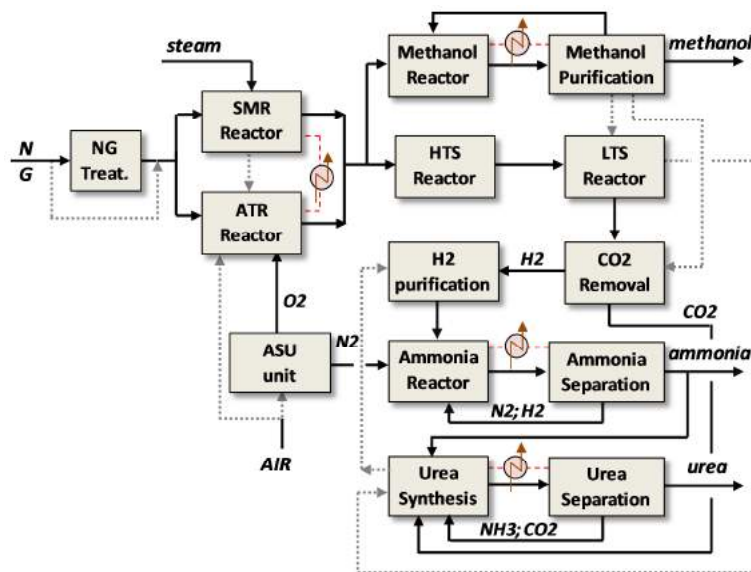 steam
Methanol
Reactor
Methanol
Purification
methanol
SMR
Reactor
N
G
NG
Treat.
HTS
Reactor
LTS
Reactor
ATR
Reactor
H2
purification
H2
CO2
Removal
O2
CO2
ASU
unit
N2
Ammonia
Reactor
Ammonia
Separation
ammonia
N2; H2
AIR
Urea
Synthesis
Urea
Separation
urea
NH3; CO2